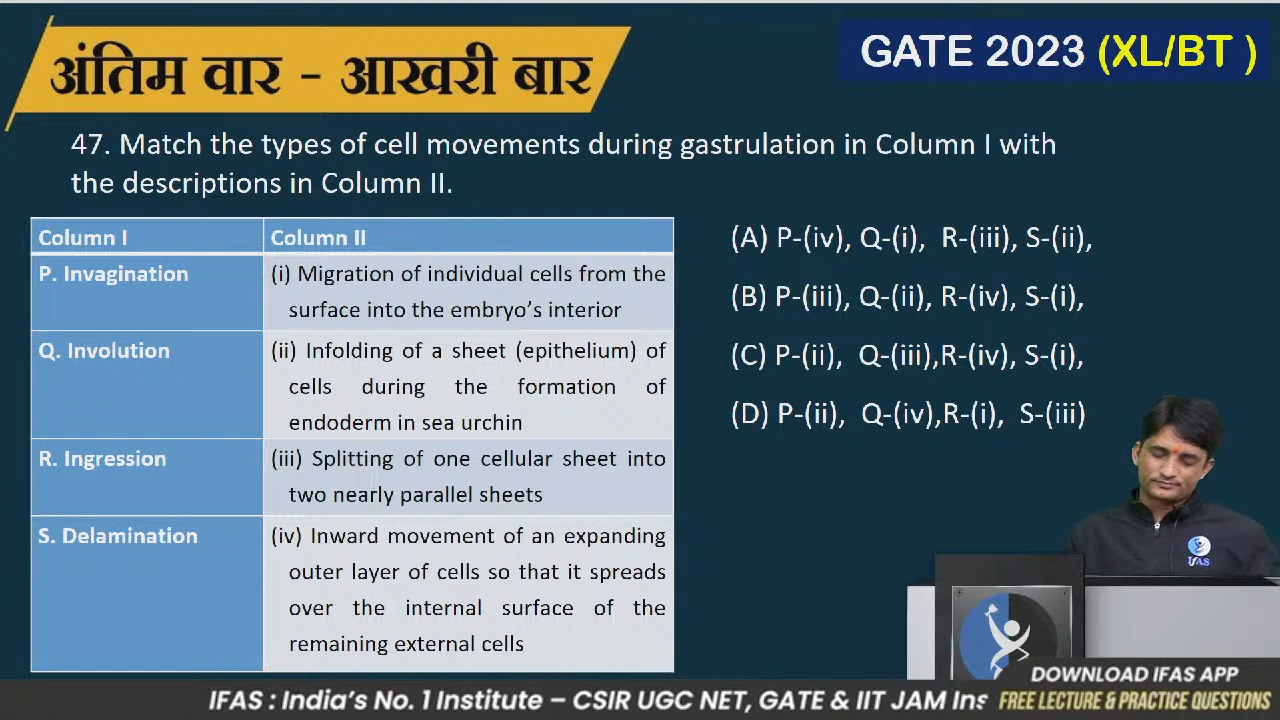 अंतिम वार - आखरी बार
GATE 2023 (XL/BT )
47. Match the types of cell movements during gastrulation in Column I with
the descriptions in Column II.
Column I
Column II
P. Invagination
(i) Migration of individual cells from the
surface into the embryo's interior
Q. Involution
(ii) Infolding of a sheet (epithelium) of
cells during the formation of
endoderm in sea urchin
R. Ingression
(iii) Splitting of one cellular sheet into
two nearly parallel sheets
S. Delamination
(iv) Inward movement of an expanding
outer layer of cells so that it spreads
over the internal surface of the
remaining external cells
(A) P-(iv), Q-(i), R-(iii), S-(ii),
(B) P-(iii), Q-(ii), R-(iv), S-(i),
(C) P-(ii), Q-(iii),R-(iv), S-(i),
(D) P-(ii), Q-(iv),R-(i), S-(iii)
iFAS
DOWNLOAD IFAS APP
IFAS : India's No. 1 Institute – CSIR UGC NET, GATE & IIT JAM Ins
FREE LECTURE & PRACTICE QUESTIONS